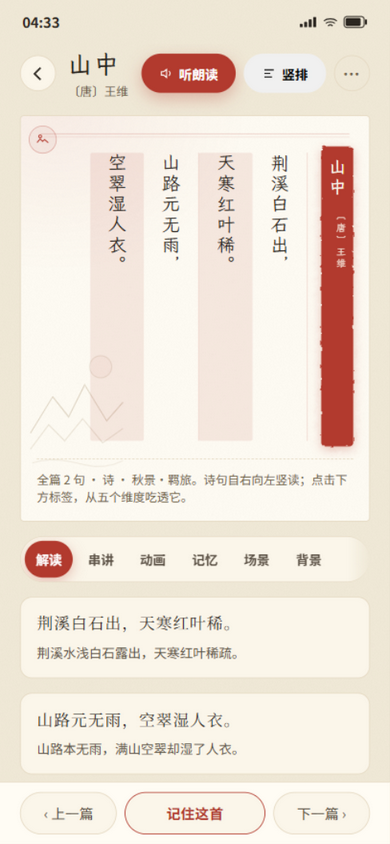 04:33
山中
〔唐〕王维
听朗读
竖排
山中
〔唐〕王维
荆溪白石出，
天寒红叶稀。
山路元无雨，
空翠湿人衣。
全篇 2 句 · 诗 · 秋景 · 羁旅。诗句自右向左竖读；点击下
方标签，从五个维度吃透它。
解读 串讲 动画 记忆 场景 背景
荆溪白石出，天寒红叶稀。
荆溪水浅白石露出，天寒红叶稀疏。
山路元无雨，空翠湿人衣。
山路本无雨，满山空翠却湿了人衣。
‹ 上一篇 记住这首 下一篇 ›